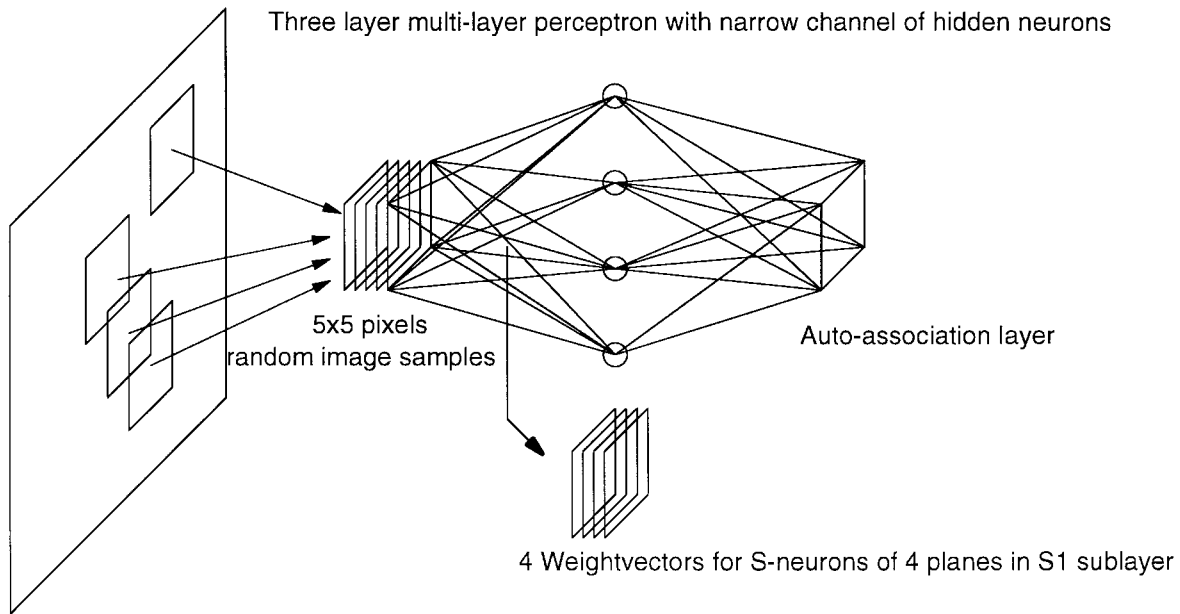 Three layer multi-layer perceptron with narrow channel of hidden neurons
5x5 pixels
random image samples
Auto-association layer
4 Weightvectors for S-neurons of 4 planes in S1 sublayer